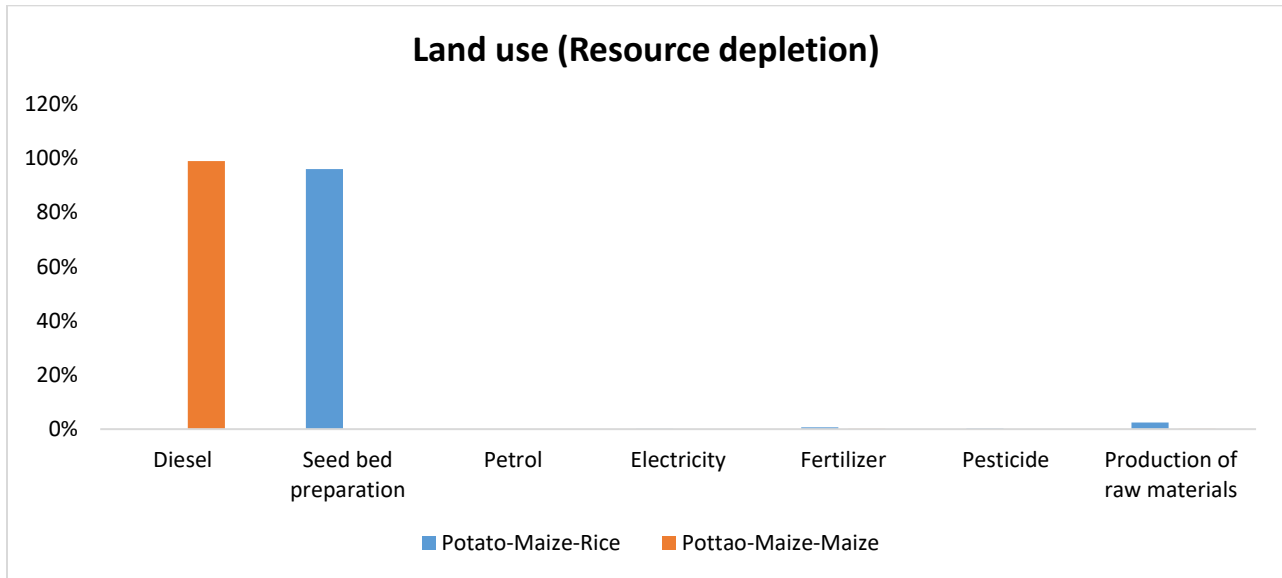 Land use (Resource depletion)
120%
100%
80%
60%
40%
20%
0%
Diesel
Seed bed
preparation
Petrol
Electricity
Fertilizer
Pesticide
Production of
raw materials
Potato-Maize-Rice
Pottao-Maize-Maize